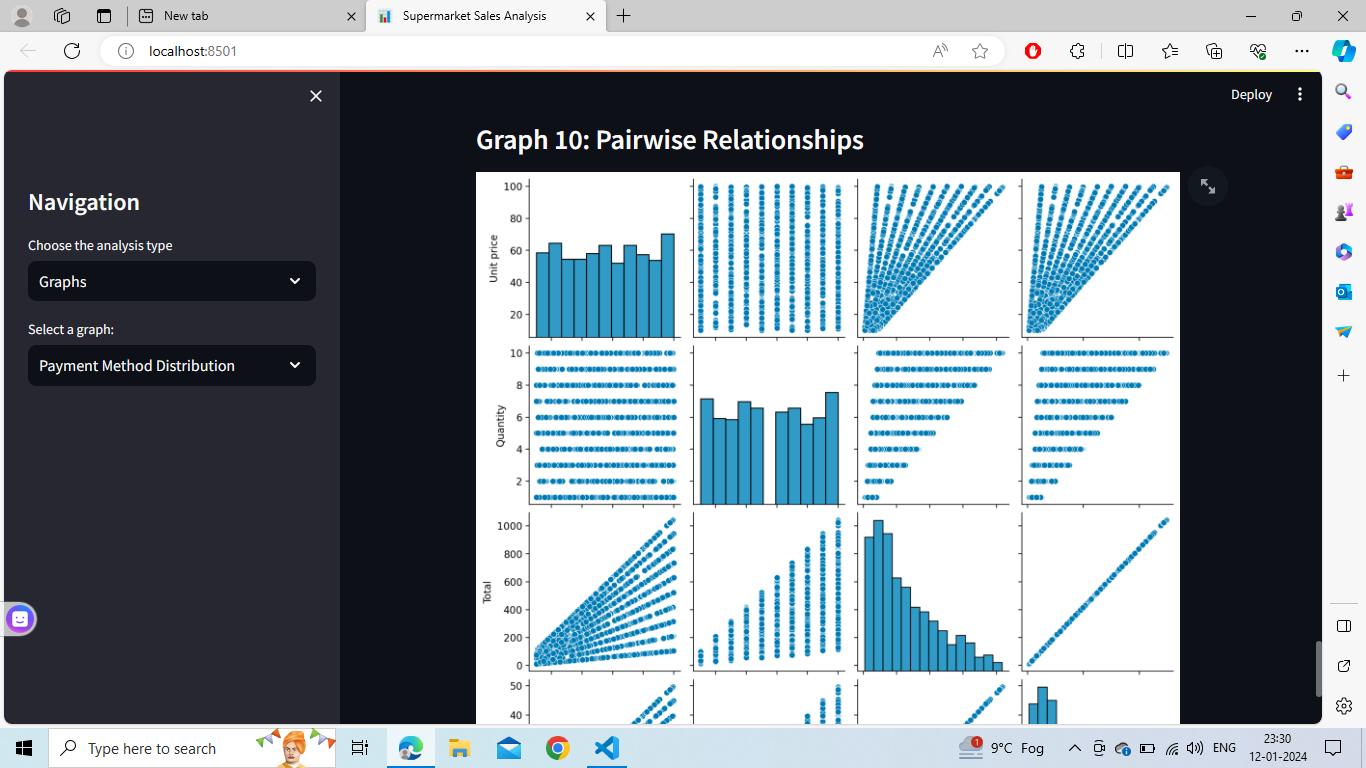 New tab
Supermarket Sales Analysis
localhost:8501
Deploy
Navigation
Choose the analysis type
Graphs
Select a graph:
Payment Method Distribution
Graph 10: Pairwise Relationships
100
80
60
40
20
Unit price
10
8
6
4
2
Quantity
1000
800
600
400
200
0
Total
50
40
Type here to search
1
9°C Fog
ENG
23:30
12-01-2024